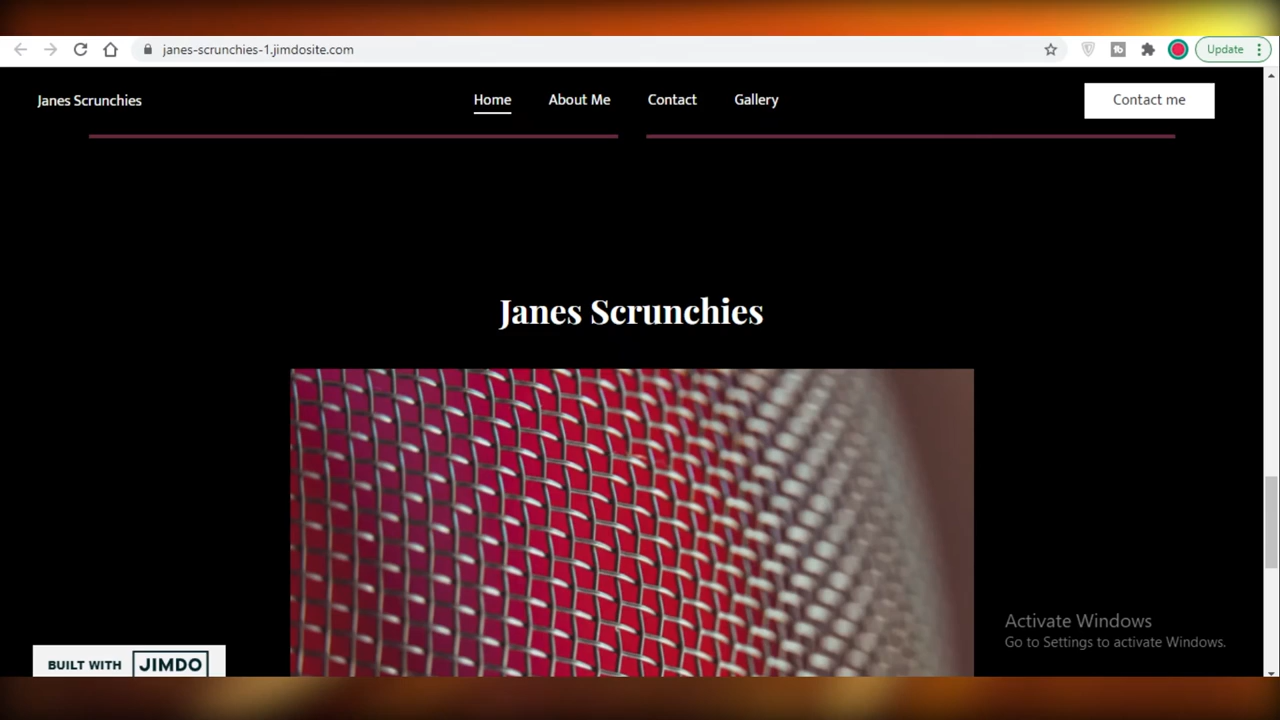 janes-scrunchies-1.jimdosite.com
Update
Janes Scrunchies
Home
About Me
Contact
Gallery
Contact me
Janes Scrunchies
Activate Windows
Go to Settings to activate Windows.
BUILT WITH JIMDO